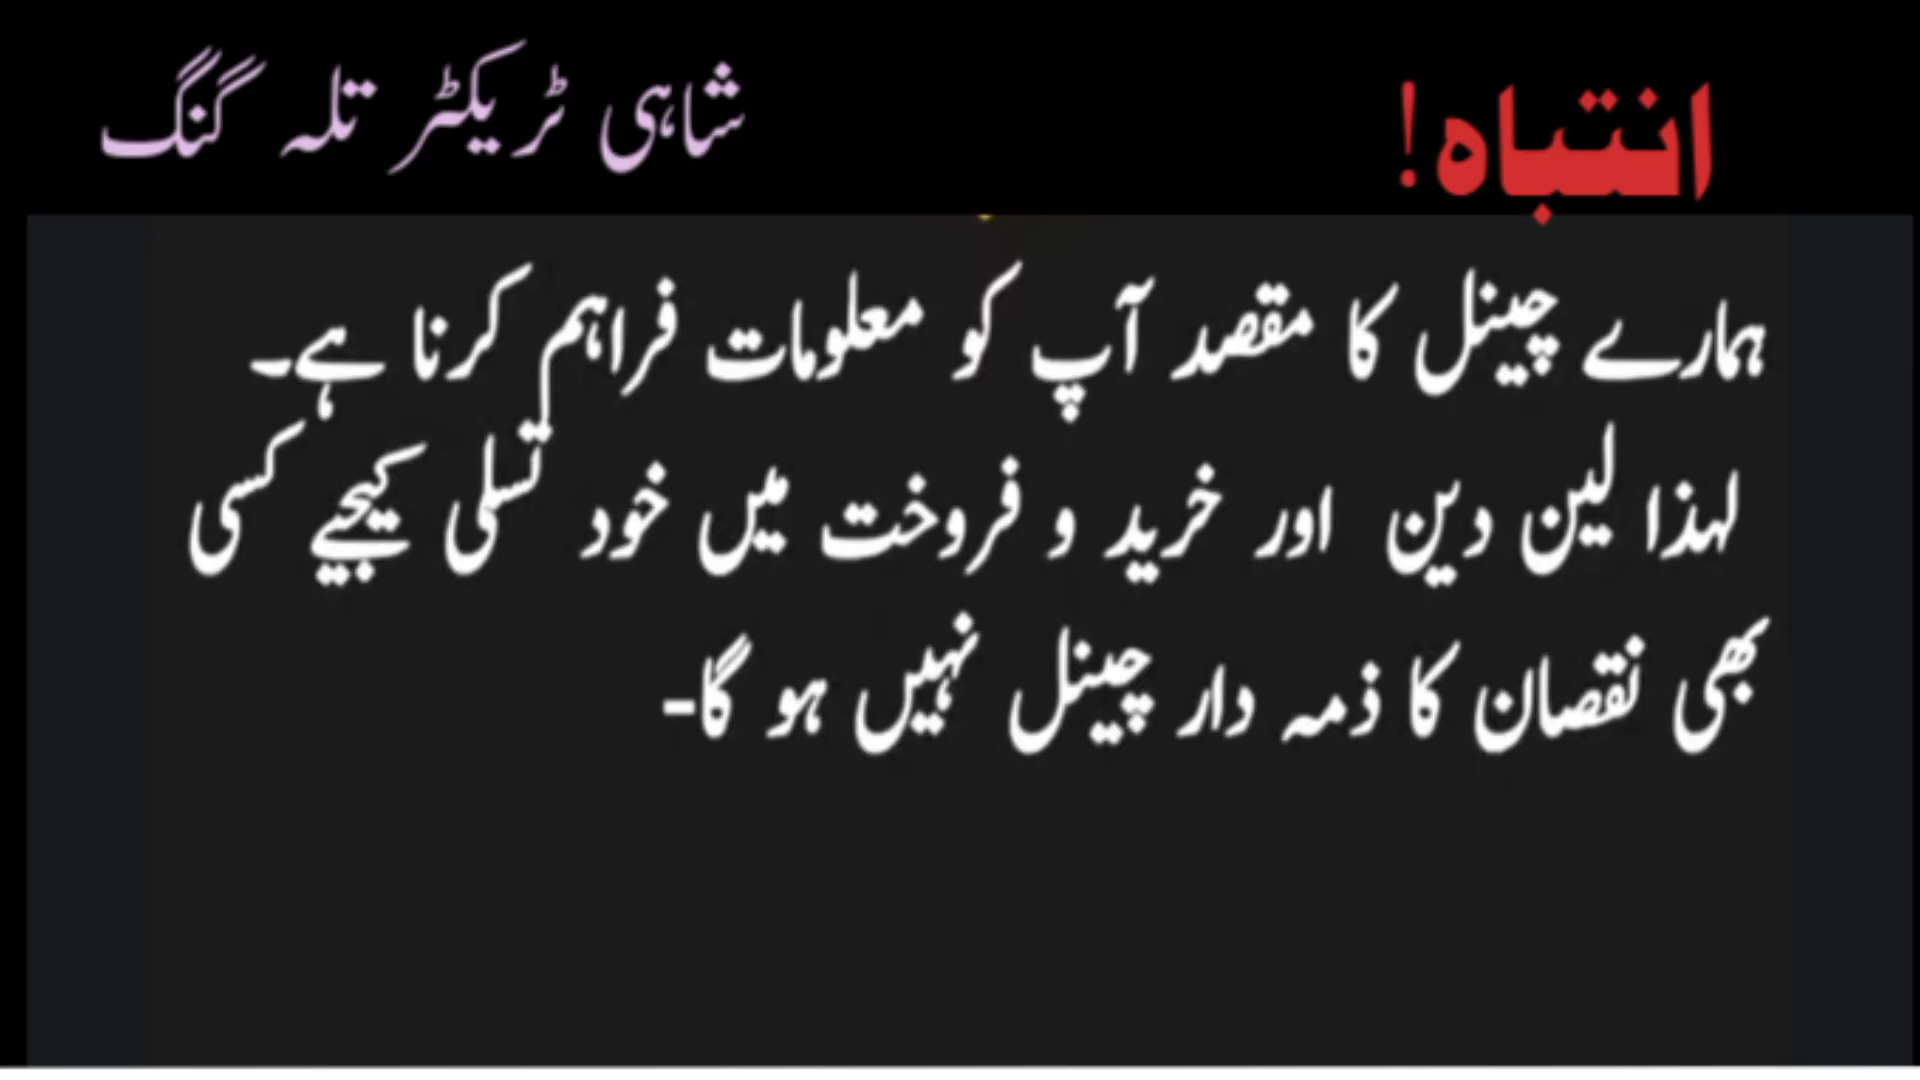 انتباہ!
شاہی ٹریکٹر تلہ گنگ
ہمارے چینل کا مقصد آپ کو معلومات فراہم کرنا ہے۔
لہذا لین دین اور خرید و فروخت میں خود تسلی کیجیے کسی
بھی نقصان کا ذمہ دار چینل نہیں ہو گا-